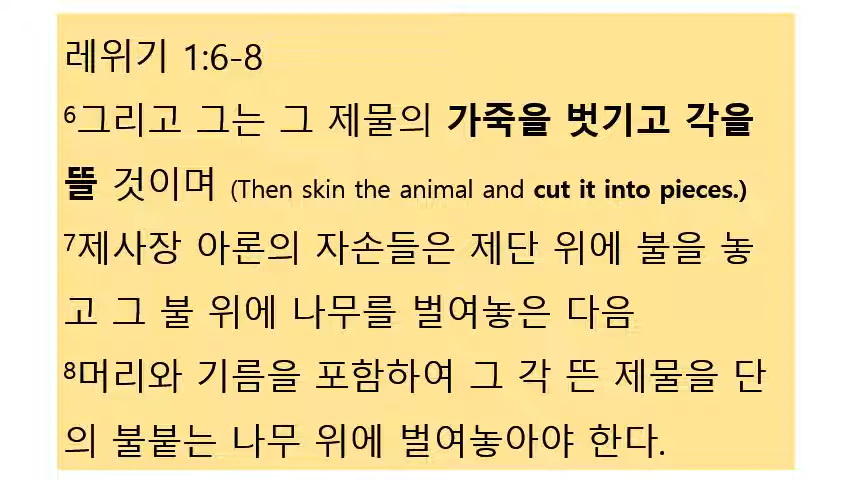 레위기 1:6-8
⁶그리고 그는 그 제물의 가죽을 벗기고 각을
뜰 것이며 (Then skin the animal and cut it into pieces.)
⁷제사장 아론의 자손들은 제단 위에 불을 놓
고 그 불 위에 나무를 벌여놓은 다음
⁸머리와 기름을 포함하여 그 각 뜬 제물을 단
의 불붙는 나무 위에 벌여놓아야 한다.